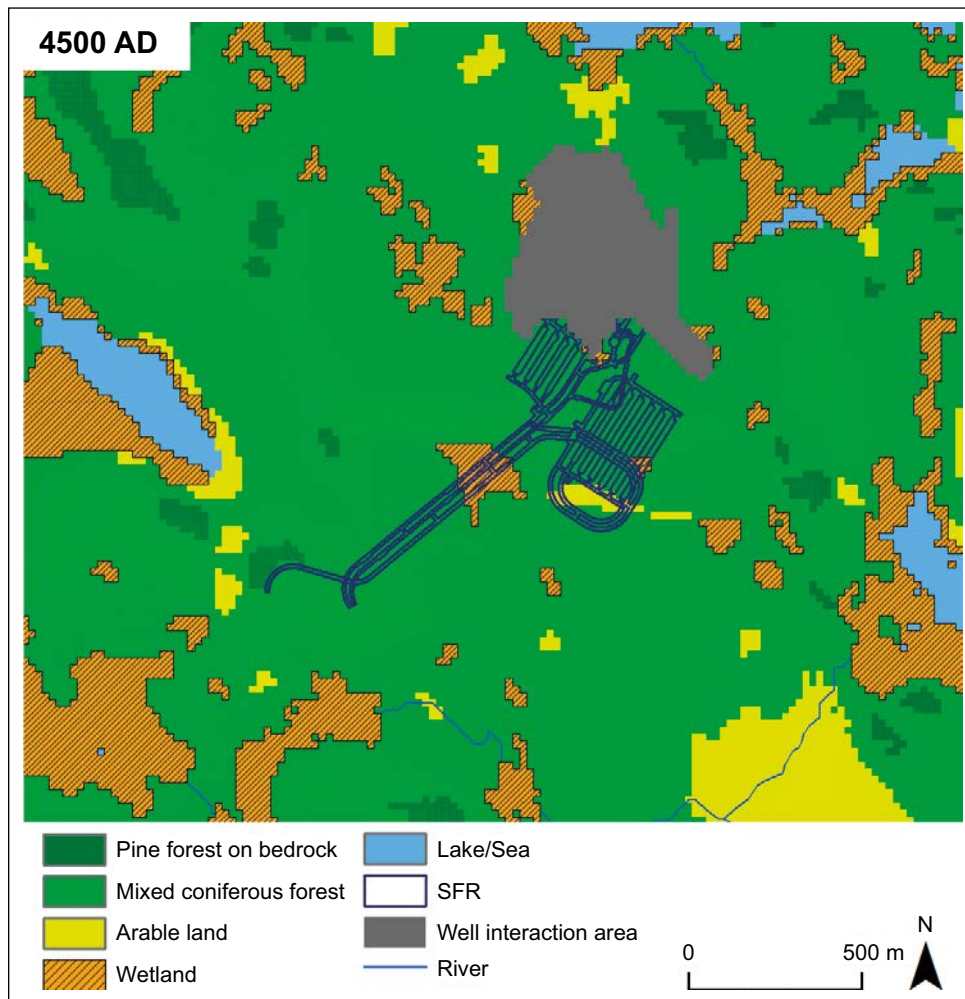 4500 AD
Pine forest on bedrock
Mixed coniferous forest
Arable land
Wetland
Lake/Sea
SFR
Well interaction area
River
0 500 m
N